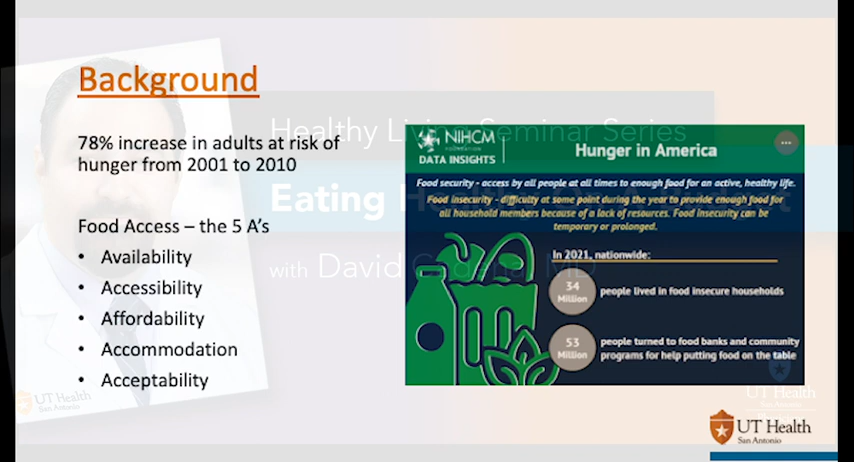 Background
78% increase in adults at risk of
hunger from 2001 to 2010
Food Access – the 5 A's
• Availability
• Accessibility
• Affordability
• Accommodation
• Acceptability
Healthy Living Seminar Series
Eating
with David
MD
NIHCM
FOUNDATION
DATA INSIGHTS
Hunger in America
Food security - access by all people at all times to enough food for an active, healthy life.
Food insecurity - difficulty at some point during the year to provide enough food for
all household members because of a lack of resources. Food insecurity can be
temporary or prolonged.
In 2021, nationwide:
34
Million
people lived in food insecure households
53
Million
people turned to food banks and community
programs for help putting food on the table
UT Health
San Antonio
UT Health
San Antonio
UT Health
San Antonio